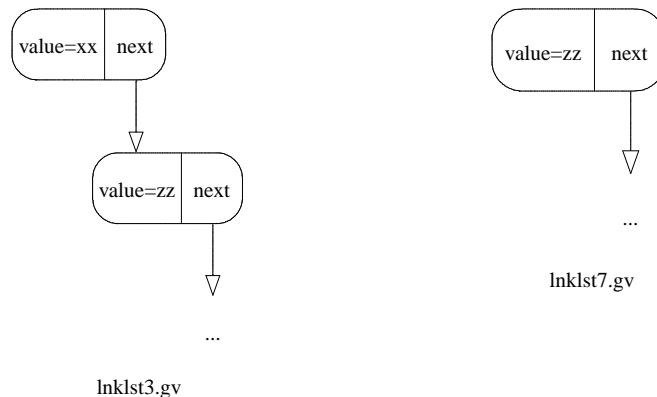 value=xx next
value=zz next
...
lnklst3.gv
value=zz next
...
lnklst7.gv